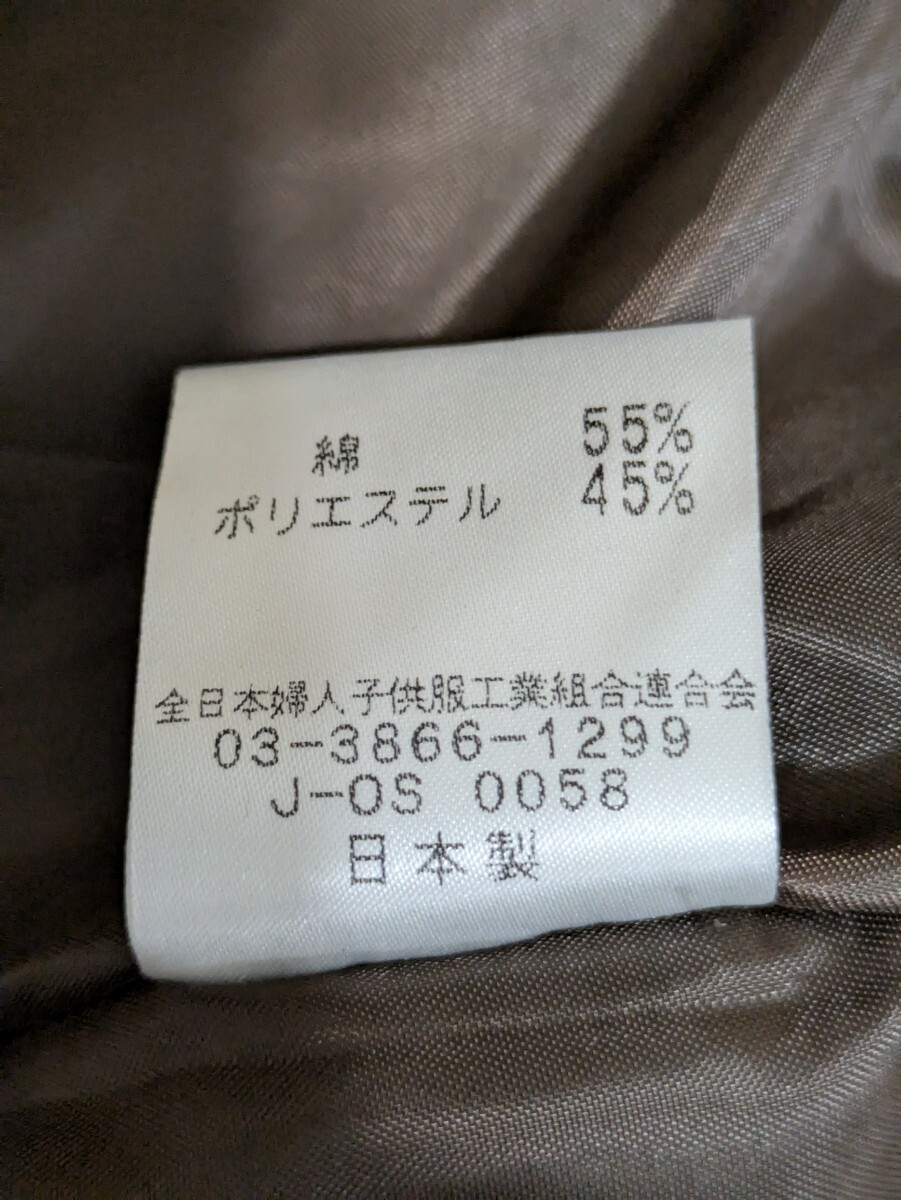 綿 55%
ポリエステル 45%
全日本婦人子供服工業組合連合会
03-3866-1299
J-OS 0058
日本製